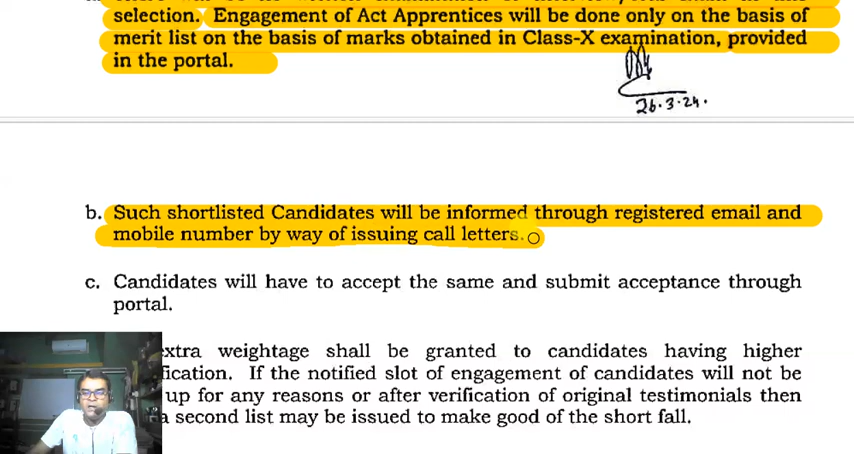 selection. Engagement of Act Apprentices will be done only on the basis of
merit list on the basis of marks obtained in Class-X examination, provided
in the portal.
26.3.24.
b. Such shortlisted Candidates will be informed through registered email and
mobile number by way of issuing call letters.
c. Candidates will have to accept the same and submit acceptance through
portal.
xtra weightage shall be granted to candidates having higher
fication. If the notified slot of engagement of candidates will not be
up for any reasons or after verification of original testimonials then
a second list may be issued to make good of the short fall.